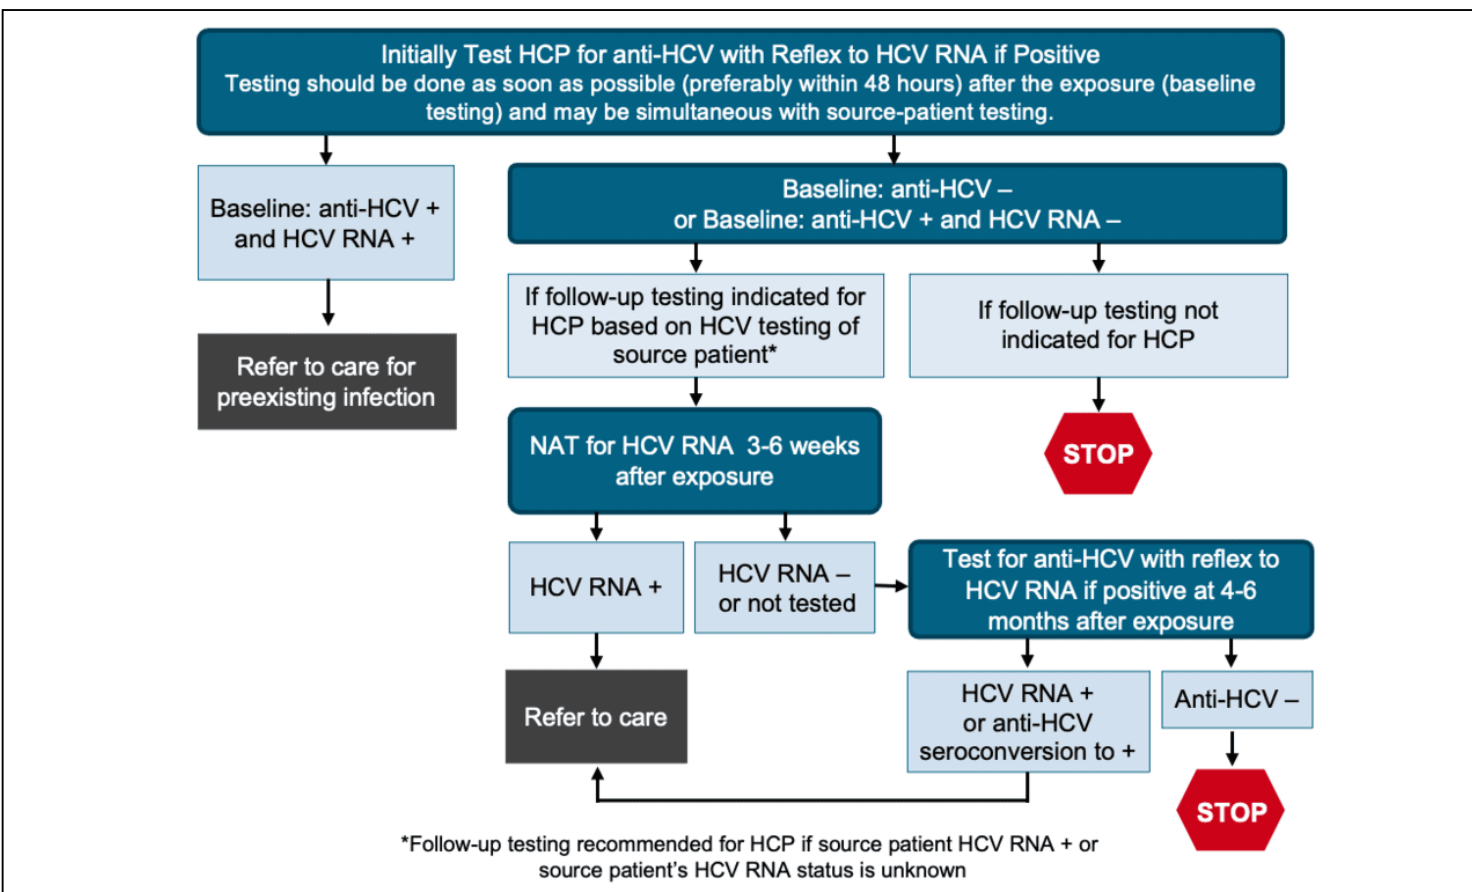 Initially Test HCP for anti-HCV with Reflex to HCV RNA if Positive
Testing should be done as soon as possible (preferably within 48 hours) after the exposure (baseline
testing) and may be simultaneous with source-patient testing.
Baseline: anti-HCV +
and HCV RNA +
Baseline: anti-HCV –
or Baseline: anti-HCV + and HCV RNA –
Refer to care for
preexisting infection
If follow-up testing indicated for
HCP based on HCV testing of
source patient*
If follow-up testing not
indicated for HCP
NAT for HCV RNA 3-6 weeks
after exposure
STOP
HCV RNA +
HCV RNA –
or not tested
Test for anti-HCV with reflex to
HCV RNA if positive at 4-6
months after exposure
Refer to care
HCV RNA +
or anti-HCV
seroconversion to +
Anti-HCV –
STOP
*Follow-up testing recommended for HCP if source patient HCV RNA + or
source patient's HCV RNA status is unknown